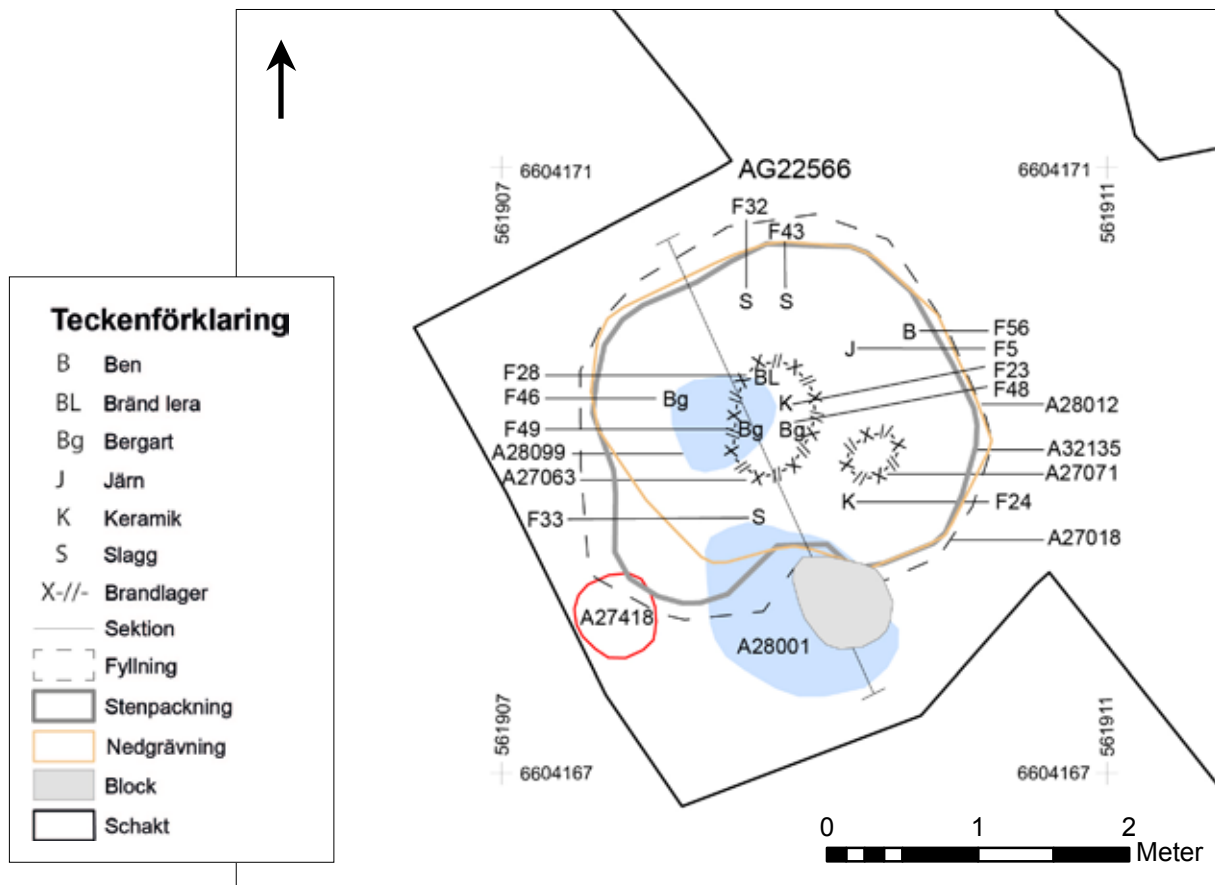 6604171
AG22566
6604171
561907
561911
F32
F43
Teckenförklaring
B Ben
BL Bränd lera
Bg Bergart
J Järn
K Keramik
S Slagg
X-//- Brandlager
Sektion
Fyllning
Stenpackning
Nedgrävning
Block
Schakt
S
S
B
F56
J
F5
F28
BL
F23
F46
Bg
K
F48
A28012
F49
Bg
Bg
A28099
A32135
A27063
A27071
F33
S
K
F24
A27018
A27418
A28001
561907
561911
6604167
6604167
0 1 2
Meter